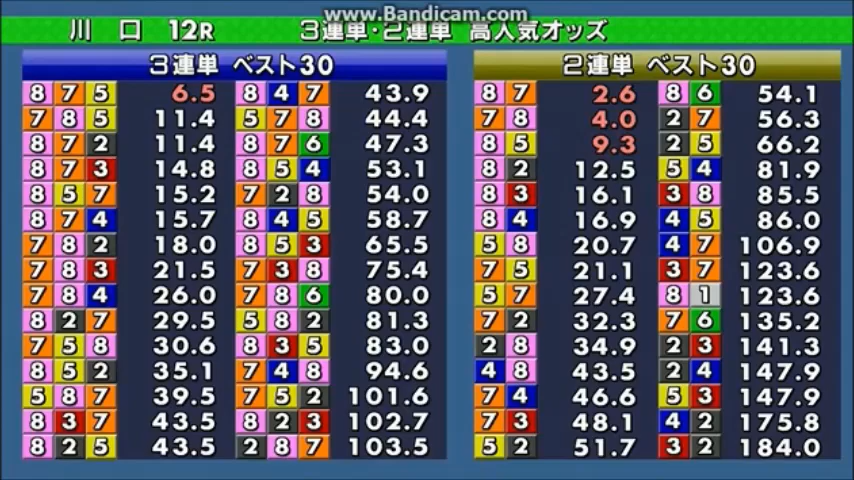 www.Bandicam.com
川口 12R 3連単・2連単 高人気オッズ
3連単 ベスト30 2連単 ベスト30
8 7 5 6.5 8 4 7 43.9 8 7 2.6 8 6 54.1
7 8 5 11.4 5 7 8 44.4 7 8 4.0 2 7 56.3
8 7 2 11.4 8 7 6 47.3 8 5 9.3 2 5 66.2
8 7 3 14.8 8 5 4 53.1 8 2 12.5 5 4 81.9
8 5 7 15.2 7 2 8 54.0 8 3 16.1 3 8 85.5
8 7 4 15.7 8 4 5 58.7 8 4 16.9 4 5 86.0
7 8 2 18.0 8 5 3 65.5 5 8 20.7 4 7 106.9
7 8 3 21.5 7 3 8 75.4 7 5 21.1 3 7 123.6
7 8 4 26.0 7 8 6 80.0 5 7 27.4 8 1 123.6
8 2 7 29.5 5 8 2 81.3 7 2 32.3 7 6 135.2
7 5 8 30.6 8 3 5 83.0 2 8 34.9 2 3 141.3
8 5 2 35.1 7 4 8 94.6 4 8 43.5 2 4 147.9
5 8 7 39.5 7 5 2 101.6 7 4 46.6 5 3 147.9
8 3 7 43.5 8 2 3 102.7 7 3 48.1 4 2 175.8
8 2 5 43.5 2 8 7 103.5 5 2 51.7 3 2 184.0